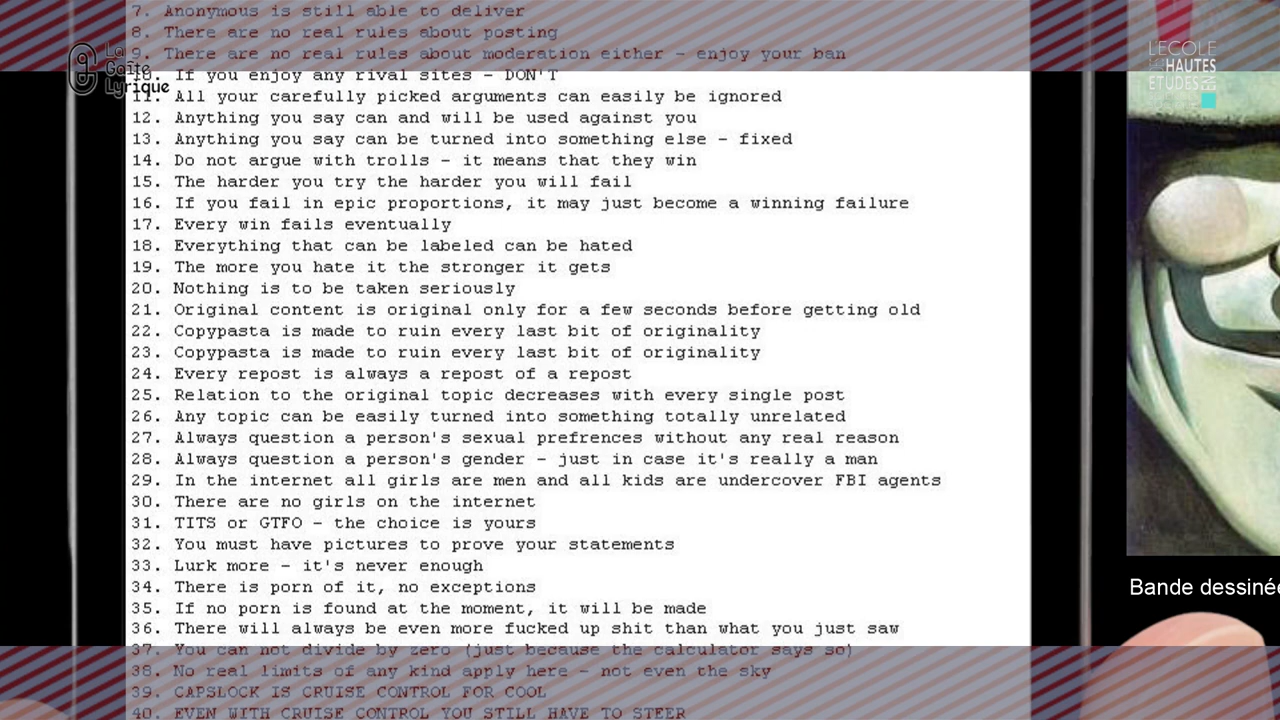 7. Anonymous is still able to deliver
8. There are no real rules about posting
9. There are no real rules about moderation either - enjoy your ban
La
Gaîte
Lyrique
10. If you enjoy any rival sites - DON'T
11. All your carefully picked arguments can easily be ignored
12. Anything you say can and will be used against you
13. Anything you say can be turned into something else - fixed
14. Do not argue with trolls - it means that they win
15. The harder you try the harder you will fail
16. If you fail in epic proportions, it may just become a winning failure
17. Every win fails eventually
18. Everything that can be labeled can be hated
19. The more you hate it the stronger it gets
20. Nothing is to be taken seriously
21. Original content is original only for a few seconds before getting old
22. Copypasta is made to ruin every last bit of originality
23. Copypasta is made to ruin every last bit of originality
24. Every repost is always a repost of a repost
25. Relation to the original topic decreases with every single post
26. Any topic can be easily turned into something totally unrelated
27. Always question a person's sexual prefrences without any real reason
28. Always question a person's gender - just in case it's really a man
29. In the internet all girls are men and all kids are undercover FBI agents
30. There are no girls on the internet
31. TITS or GTFO - the choice is yours
32. You must have pictures to prove your statements
33. Lurk more - it's never enough
34. There is porn of it, no exceptions
35. If no porn is found at the moment, it will be made
36. There will always be even more fucked up shit than what you just saw
37. You can not divide by zero (just because the calculator says so)
38. No real limits of any kind apply here - not even the sky
39. CAPSLOCK IS CRUISE CONTROL FOR COOL
40. EVEN WITH CRUISE CONTROL YOU STILL HAVE TO STEER
L'ECOLE
HAUTES
ETUDES
Bande dessinée